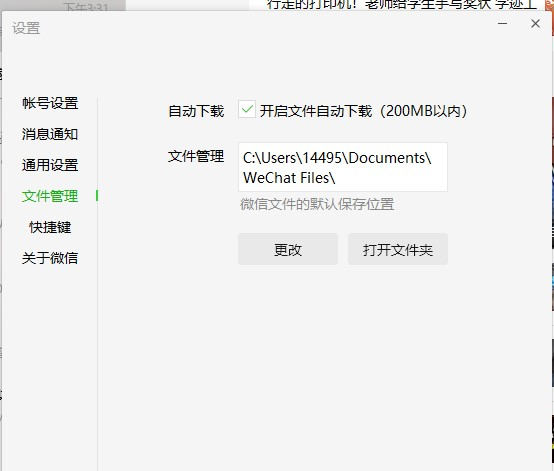 下午3:31
行走的打印机！老师给学生手写奖状 字迹工
设置
帐号设置
消息通知
通用设置
文件管理
快捷键
关于微信
自动下载
开启文件自动下载（200MB以内）
文件管理
C:\Users\14495\Documents\
WeChat Files\
微信文件的默认保存位置
更改
打开文件夹